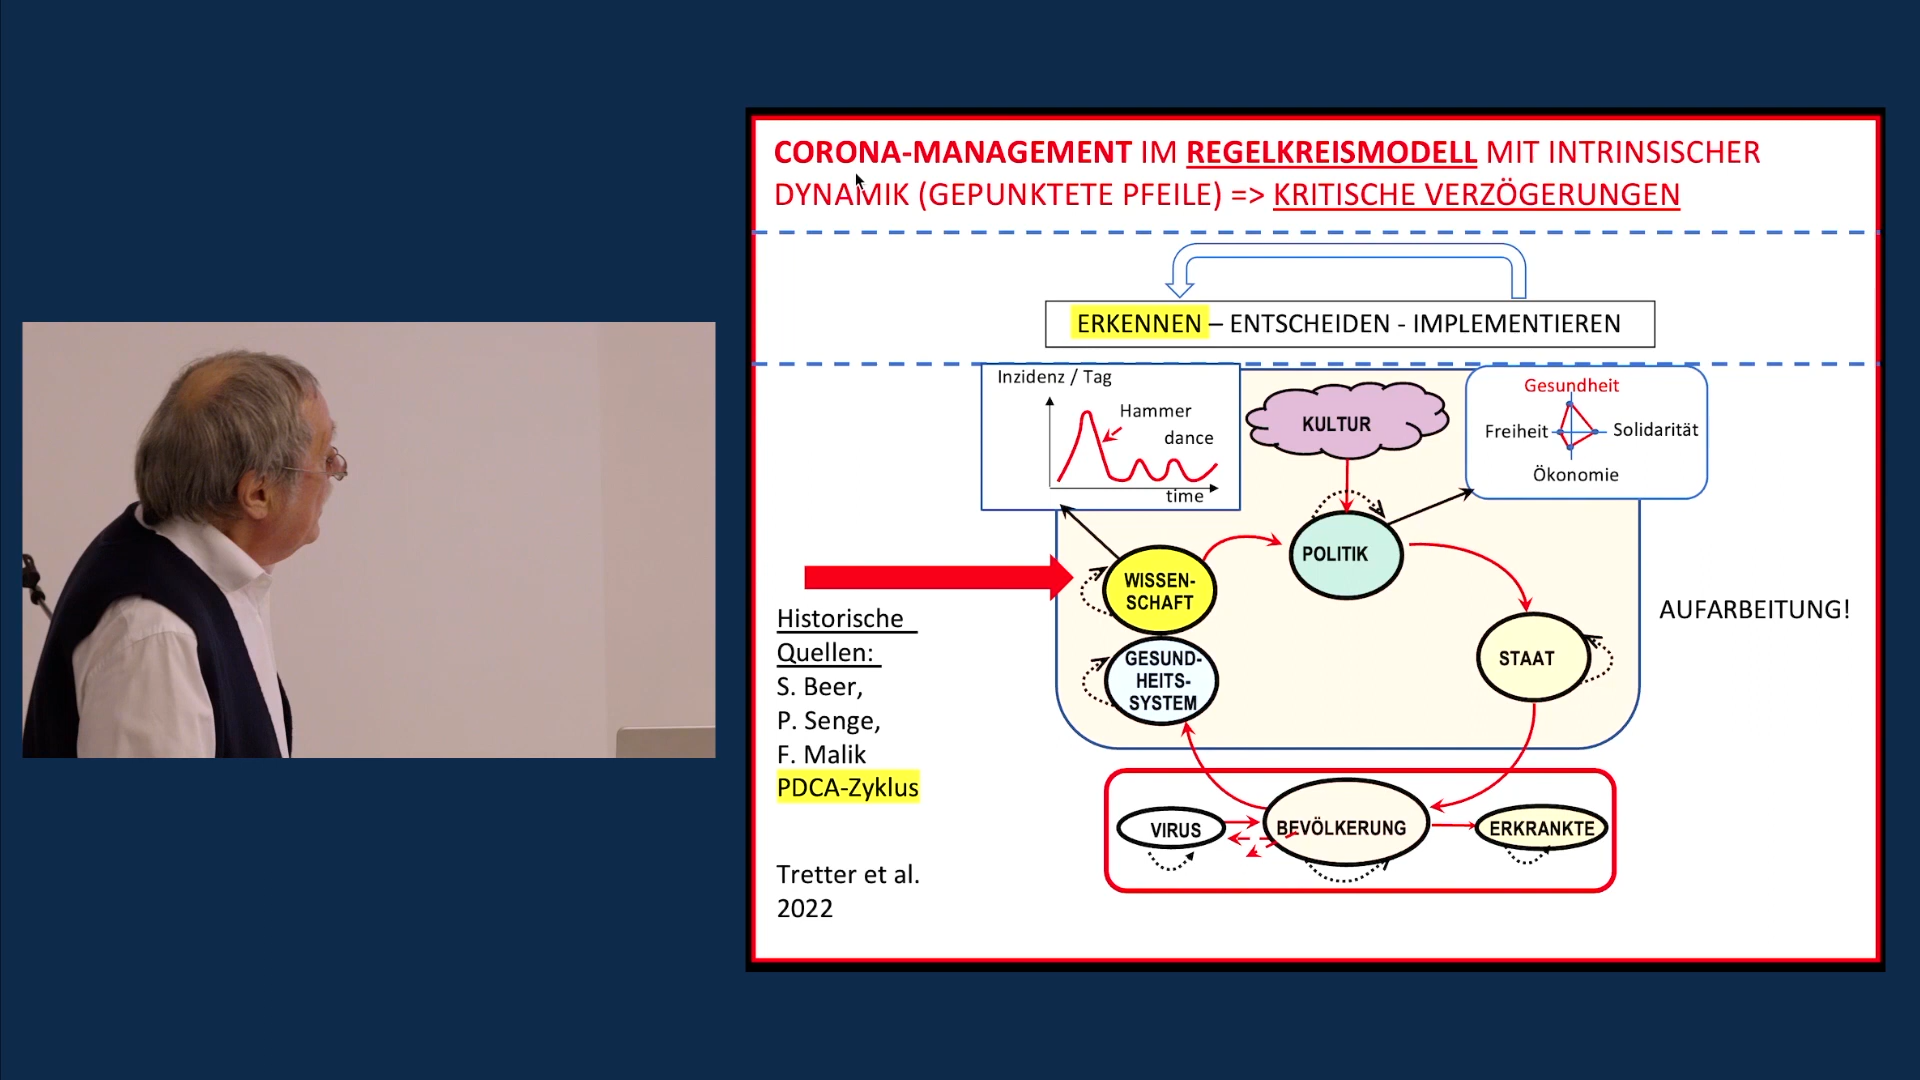 CORONA-MANAGEMENT IM REGELKREISMODELL MIT INTRINSISCHER
DYNAMIK (GEPUNKTETE PFEILE) => KRITISCHE VERZÖGERUNGEN
ERKENNEN – ENTSCHEIDEN - IMPLEMENTIEREN
Inzidenz / Tag
Hammer
dance
time
KULTUR
Gesundheit
Freiheit
Solidarität
Ökonomie
POLITIK
WISSEN-
SCHAFT
GESUND-
HEITS-
SYSTEM
STAAT
AUFARBEITUNG!
Historische
Quellen:
S. Beer,
P. Senge,
F. Malik
PDCA-Zyklus
VIRUS
BEVÖLKERUNG
ERKRANKTE
Tretter et al.
2022